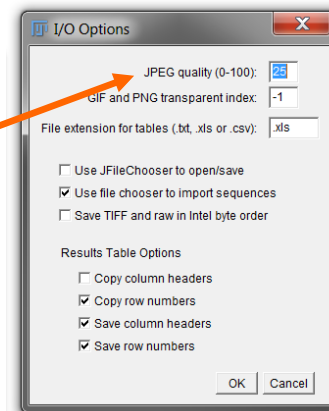 I/O Options
JPEG quality (0-100): 25
GIF and PNG transparent index: -1
File extension for tables (.txt, .xls or .csv): .xls
Use JFileChooser to open/save
Use file chooser to import sequences
Save TIFF and raw in Intel byte order
Results Table Options
Copy column headers
Copy row numbers
Save column headers
Save row numbers
OK Cancel